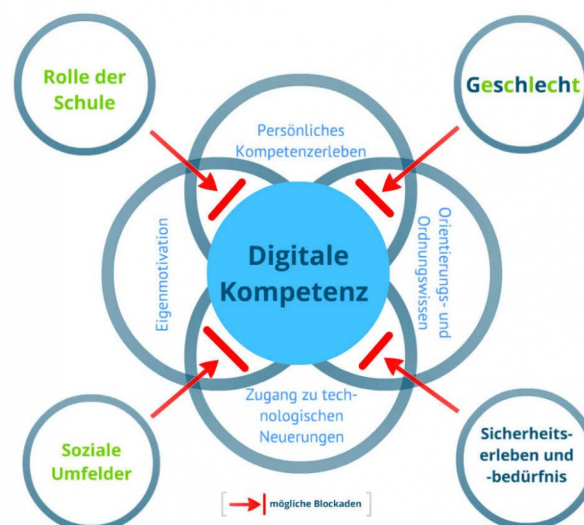 Rolle der
Schule
Geschlecht
Persönliches
Kompetenzerleben
Eigenmotivation
Digitale
Kompetenz
Orientierungs- und
Ordnungswissen
Zugang zu tech-
nologischen
Neuerungen
Soziale
Umfelder
Sicherheits-
erleben und
-bedürfnis
mögliche Blockaden